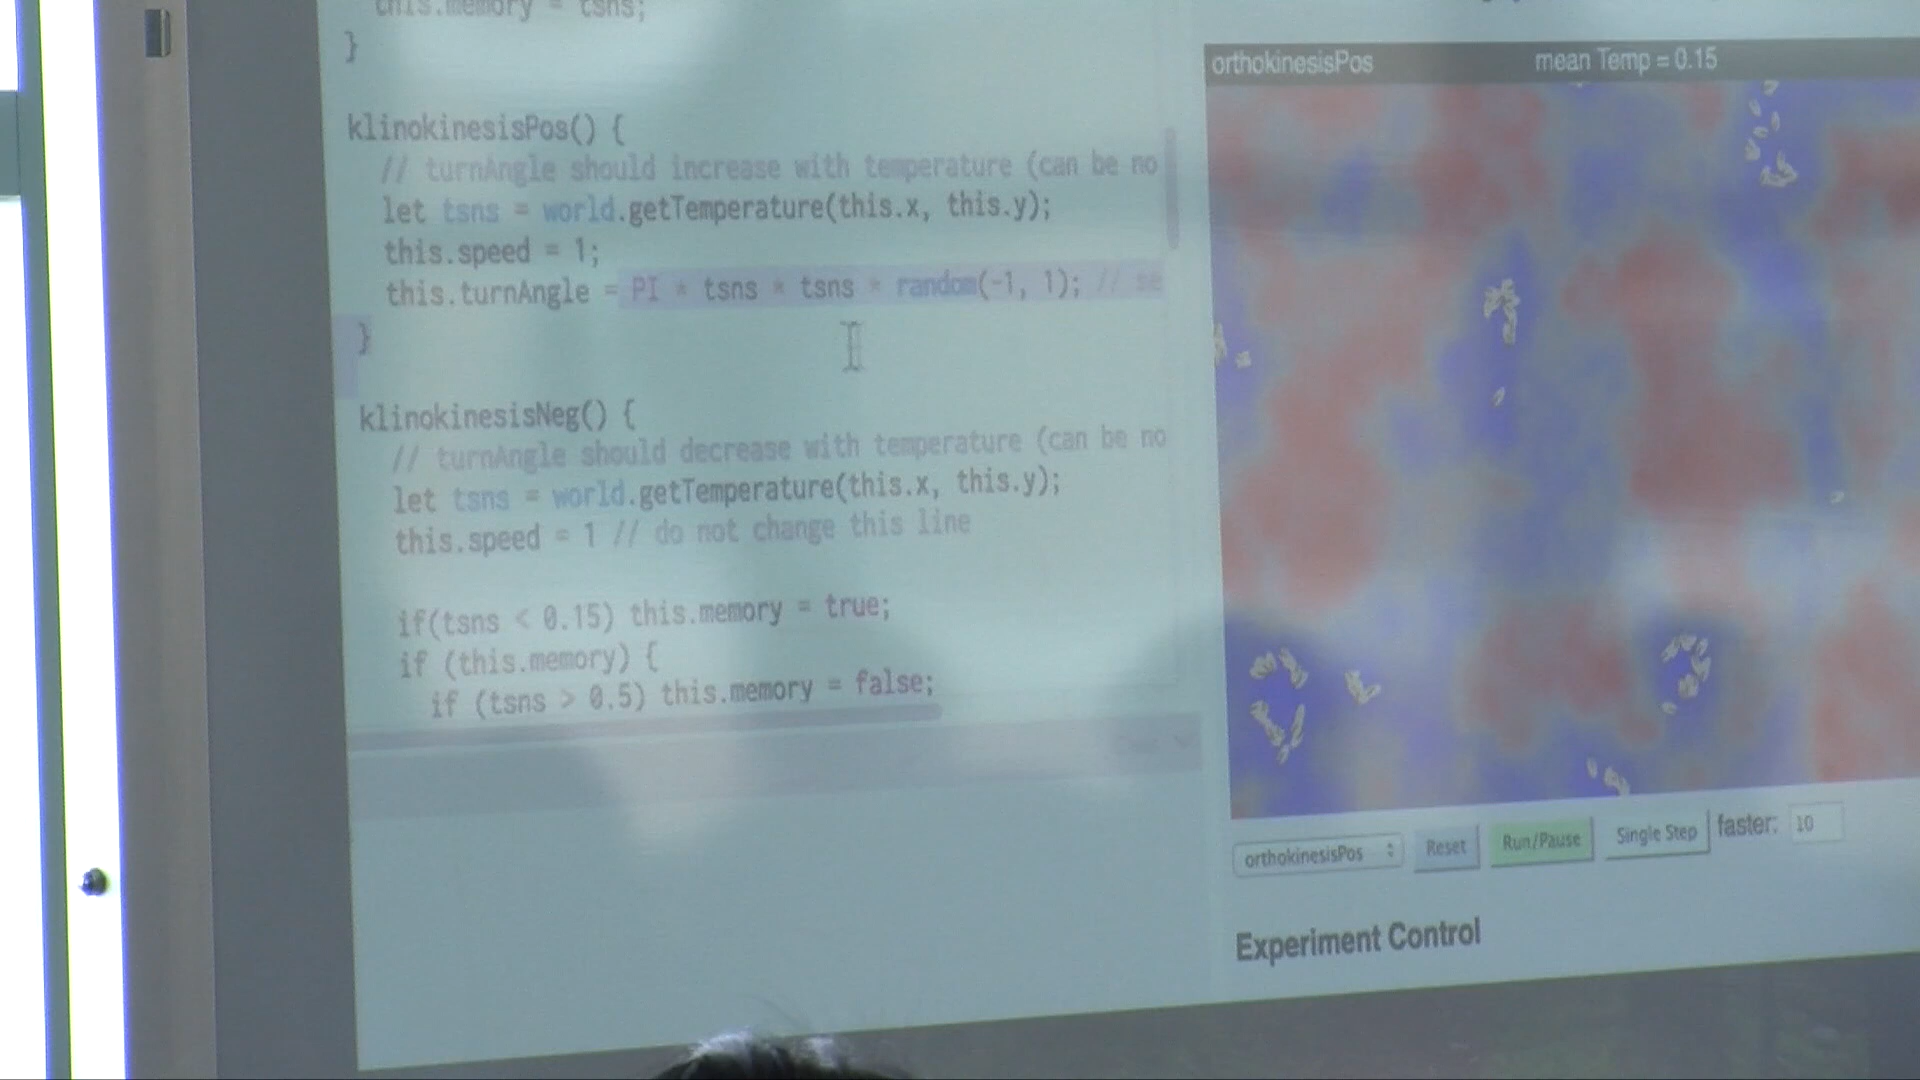 this.memory = tsns;
}
klinokinesisPos() {
// turnAngle should increase with temperature (can be no
let tsns = world.getTemperature(this.x, this.y);
this.speed = 1;
this.turnAngle = PI * tsns * tsns * random(-1, 1); // se
}
klinokinesisNeg() {
// turnAngle should decrease with temperature (can be no
let tsns = world.getTemperature(this.x, this.y);
this.speed = 1 // do not change this line
if(tsns < 0.15) this.memory = true;
if (this.memory) {
if (tsns > 0.5) this.memory = false;
orthokinesisPos mean Temp = 0.15
orthokinesisPos Reset Run/Pause Single Step faster: 10
Experiment Control